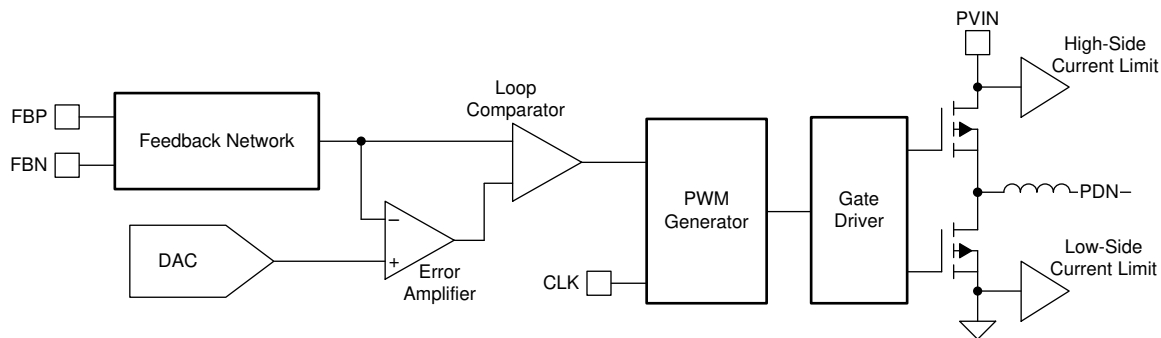 PVIN
High-Side
Current Limit
Loop
Comparator
FBP
Feedback Network
FBN
PWM
Generator
Gate
Driver
PDN
DAC
−
+
Error
Amplifier
CLK
Low-Side
Current Limit